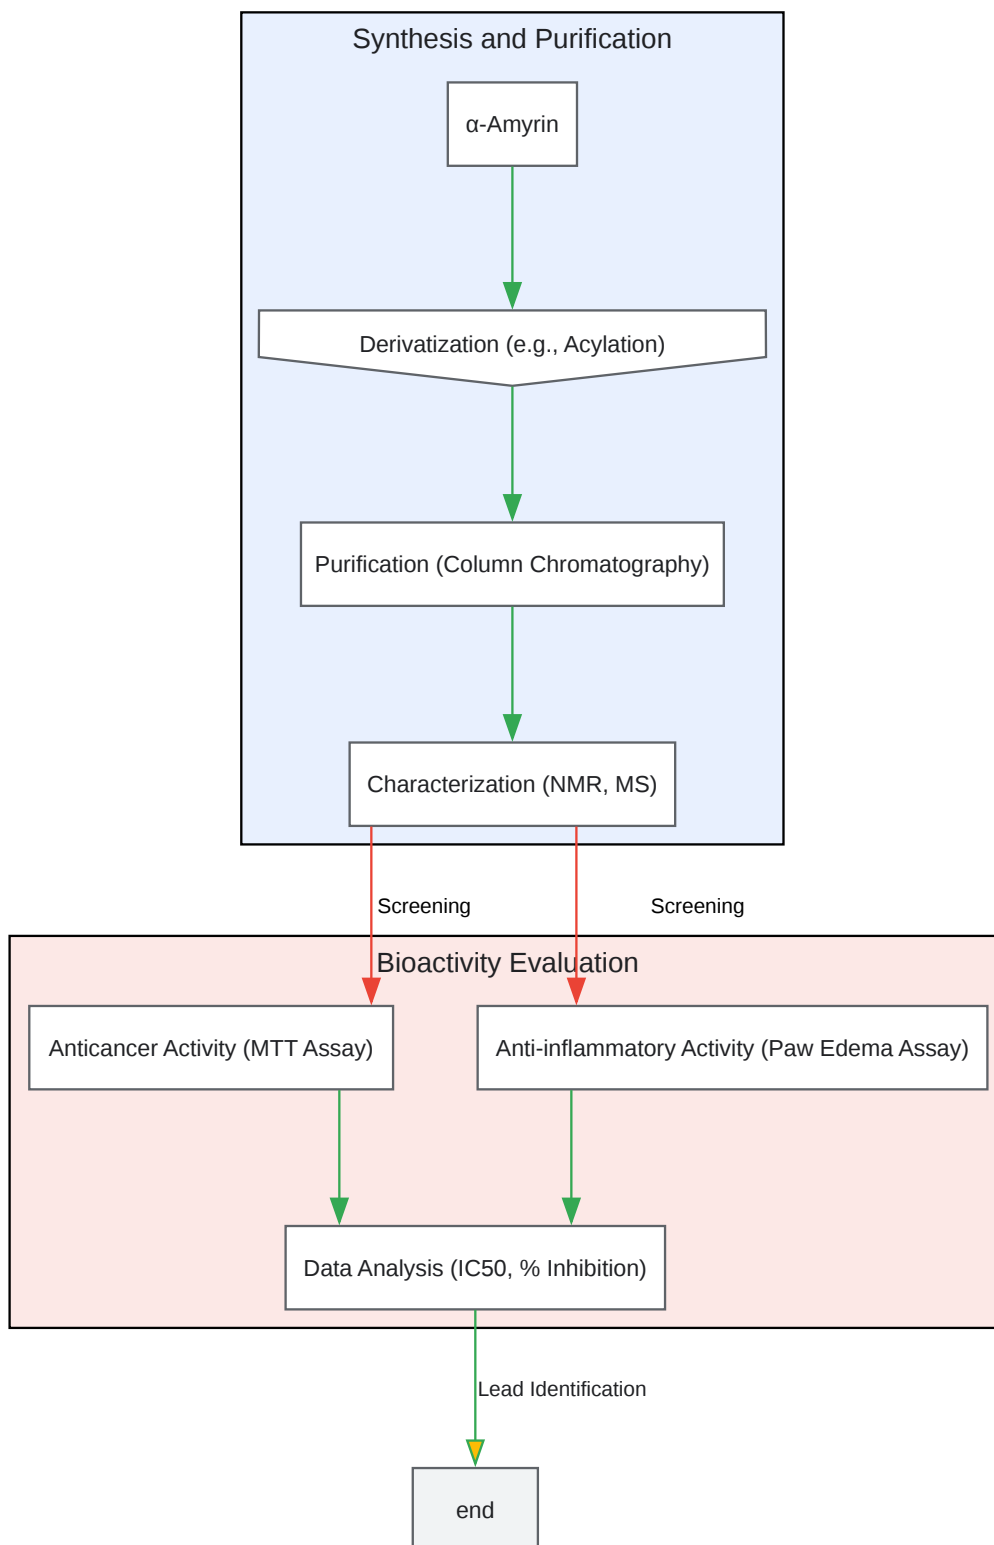 Synthesis and Purification
α-Amyrin
Derivatization (e.g., Acylation)
Purification (Column Chromatography)
Characterization (NMR, MS)
Screening
Screening
Bioactivity Evaluation
Anticancer Activity (MTT Assay)
Anti-inflammatory Activity (Paw Edema Assay)
Data Analysis (IC50, % Inhibition)
Lead Identification
end